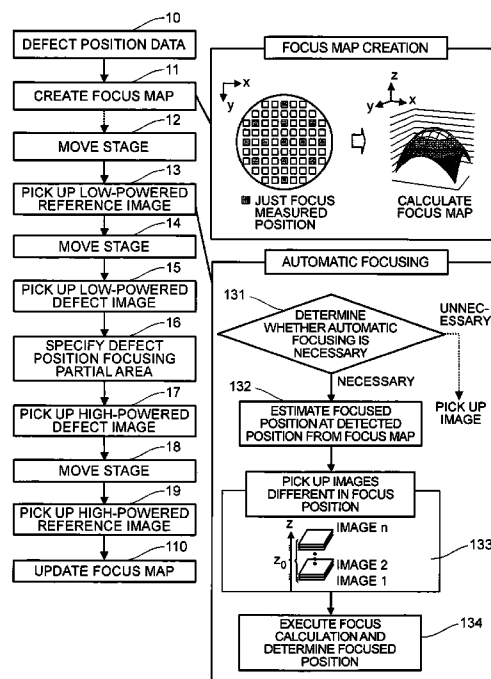 10
DEFECT POSITION DATA
11
CREATE FOCUS MAP
12
MOVE STAGE
13
PICK UP LOW-POWERED
REFERENCE IMAGE
14
MOVE STAGE
15
PICK UP LOW-POWERED
DEFECT IMAGE
16
SPECIFY DEFECT
POSITION FOCUSING
PARTIAL AREA
17
PICK UP HIGH-POWERED
DEFECT IMAGE
18
MOVE STAGE
19
PICK UP HIGH-POWERED
REFERENCE IMAGE
110
UPDATE FOCUS MAP
FOCUS MAP CREATION
x
y
z
y x
JUST FOCUS
MEASURED
POSITION
CALCULATE
FOCUS MAP
AUTOMATIC FOCUSING
131
DETERMINE
WHETHER AUTOMATIC
FOCUSING IS
NECESSARY
UNNEC-
ESSARY
NECESSARY
PICK UP
IMAGE
132
ESTIMATE FOCUSED
POSITION AT DETECTED
POSITION FROM FOCUS MAP
PICK UP IMAGES
DIFFERENT IN FOCUS
POSITION
z
IMAGE n
Z0
IMAGE 2
IMAGE 1
133
EXECUTE FOCUS
CALCULATION AND
DETERMINE FOCUSED
POSITION
134